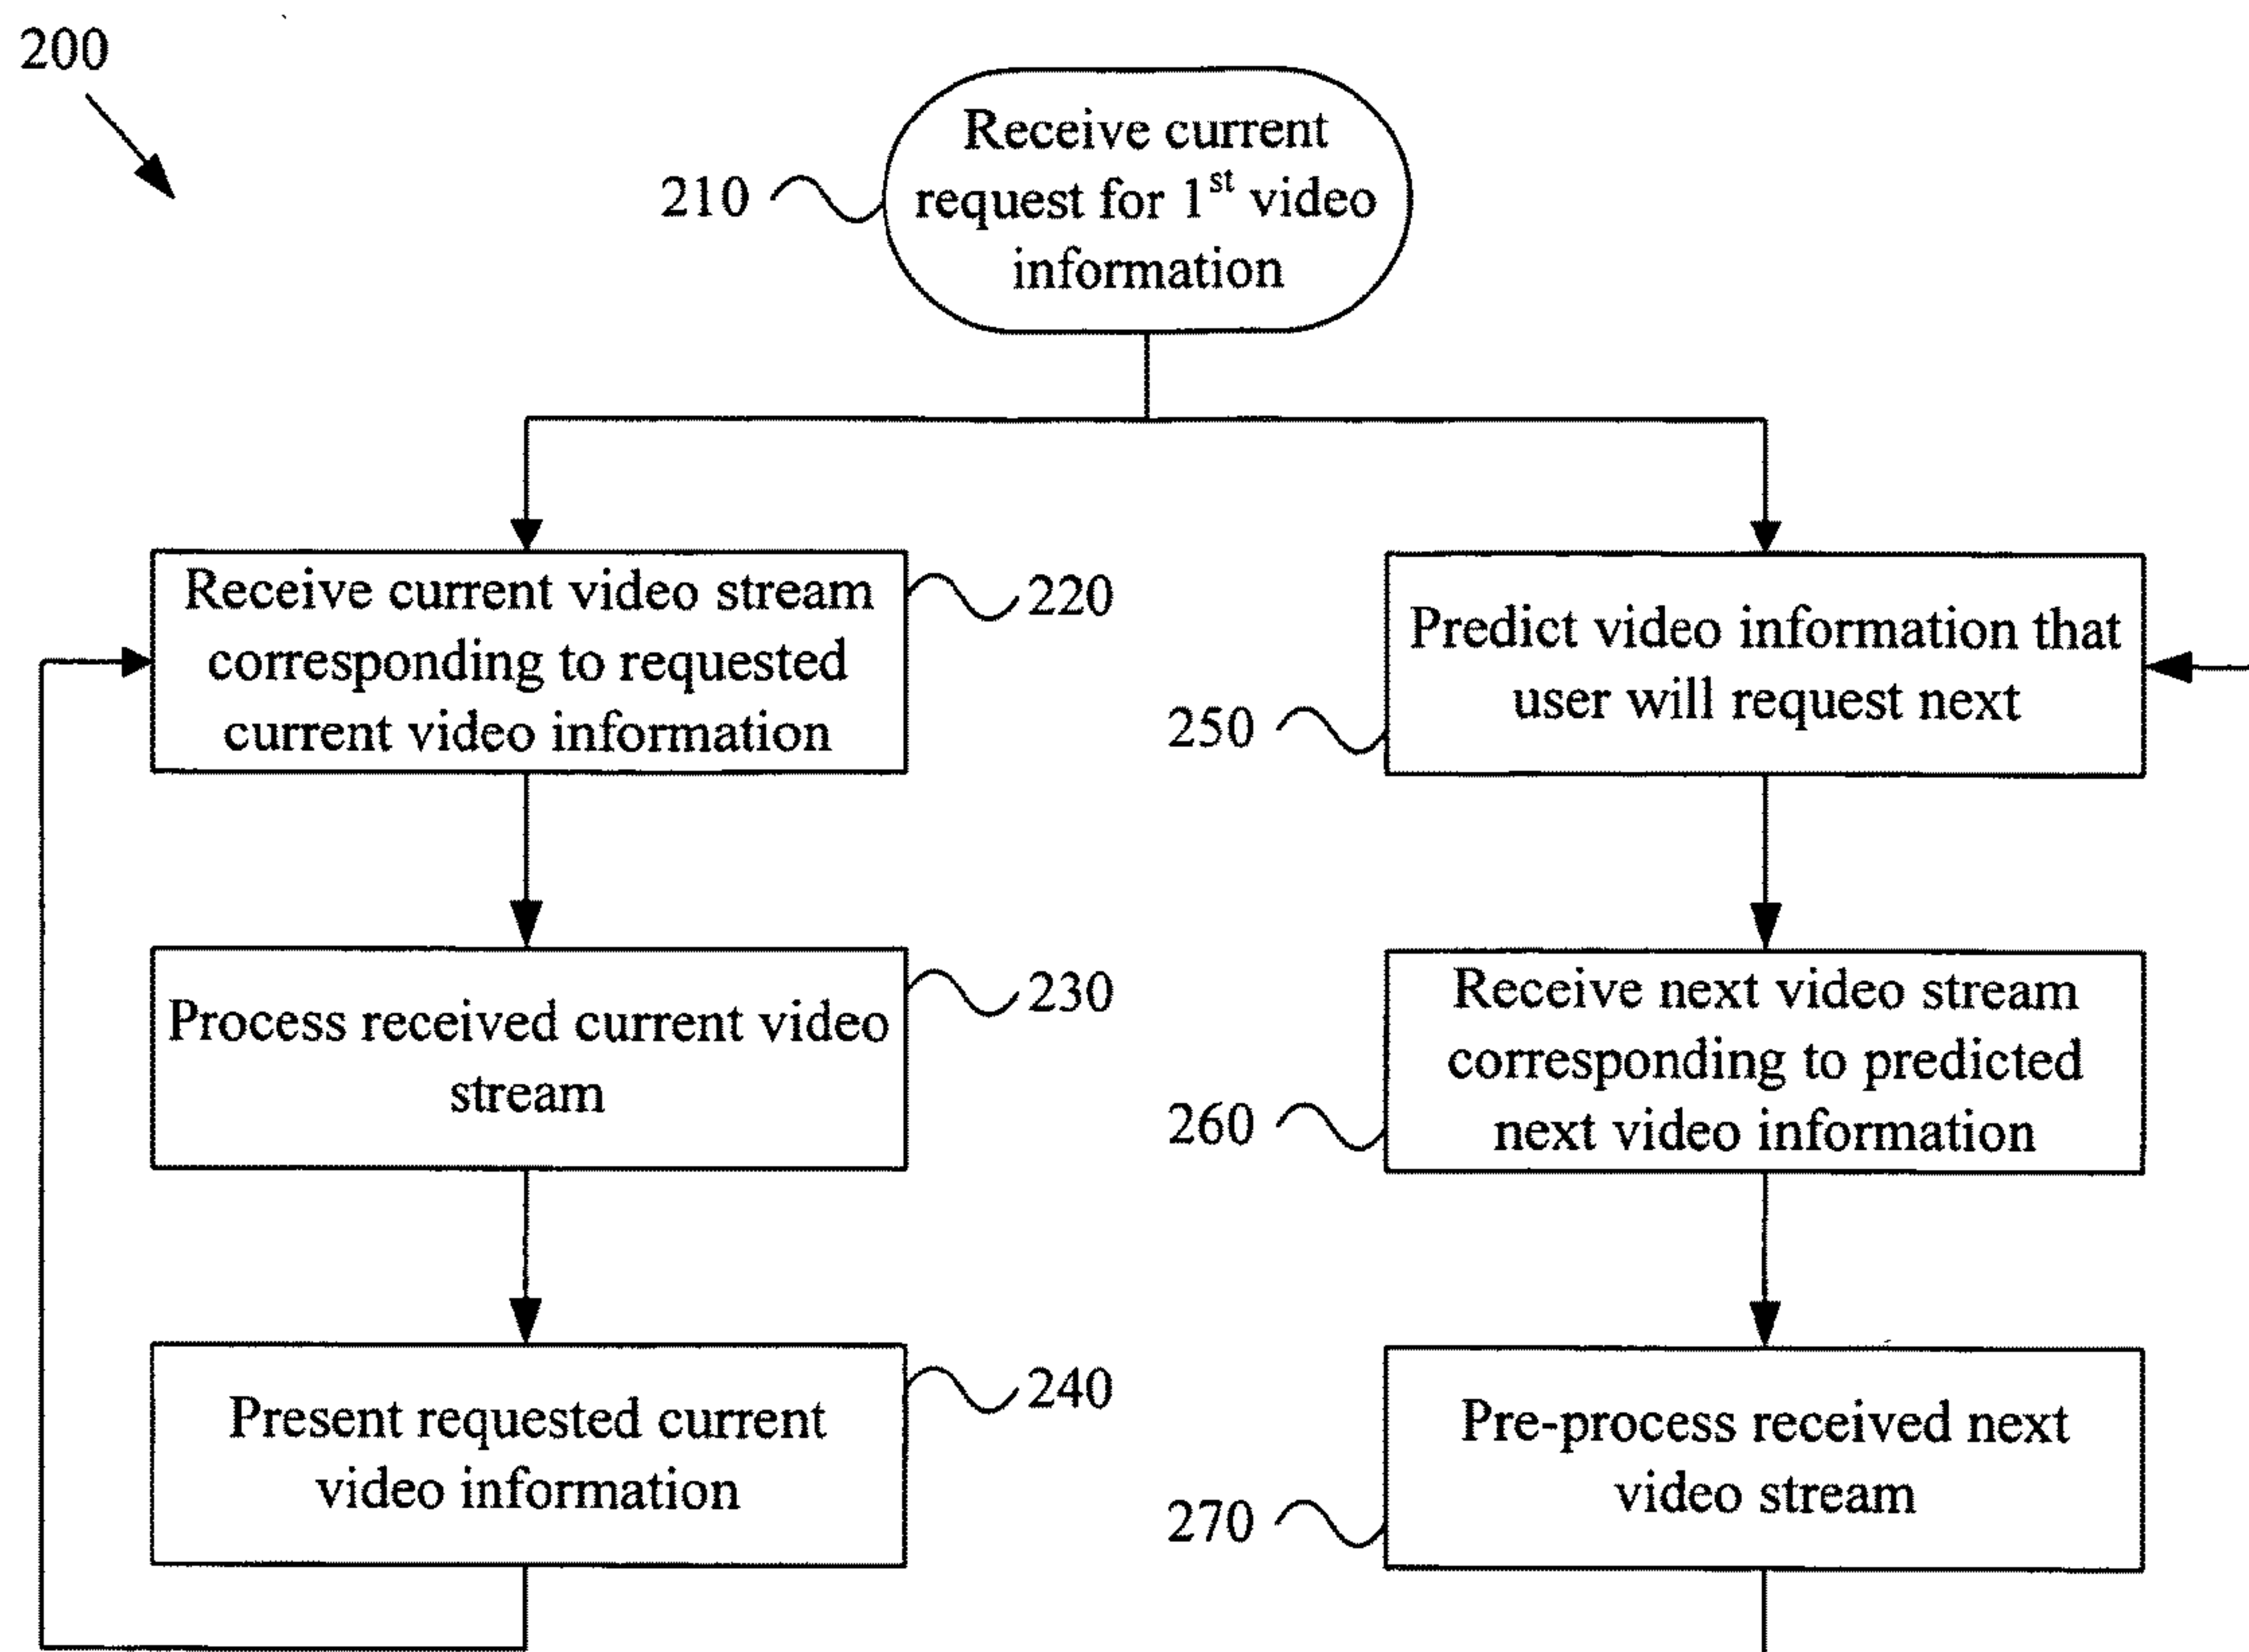 200
Receive current
request for 1st video
information
210
Receive current video stream
corresponding to requested
current video information
220
Process received current video
stream
230
Present requested current
video information
240
Predict video information that
user will request next
250
Receive next video stream
corresponding to predicted
next video information
260
Pre-process received next
video stream
270